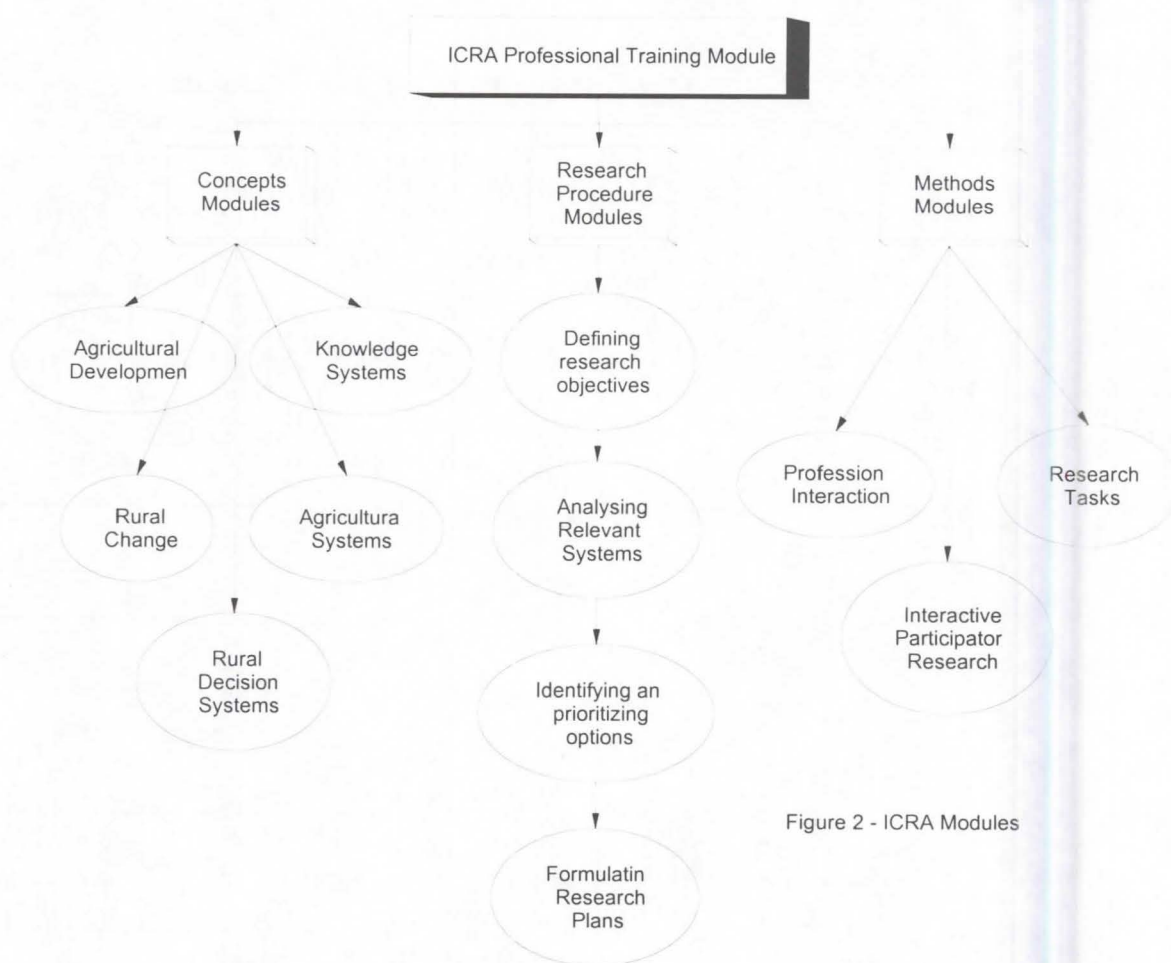 ICRA Professional Training Module
Concepts
Modules
Research
Procedure
Modules
Methods
Modules
Agricultural
Developmen
Knowledge
Systems
Defining
research
objectives
Profession
Interaction
Research
Tasks
Rural
Change
Agricultura
Systems
Analysing
Relevant
Systems
Interactive
Participator
Research
Rural
Decision
Systems
Identifying an
prioritizing
options
Figure 2 - ICRA Modules
Formulatin
Research
Plans